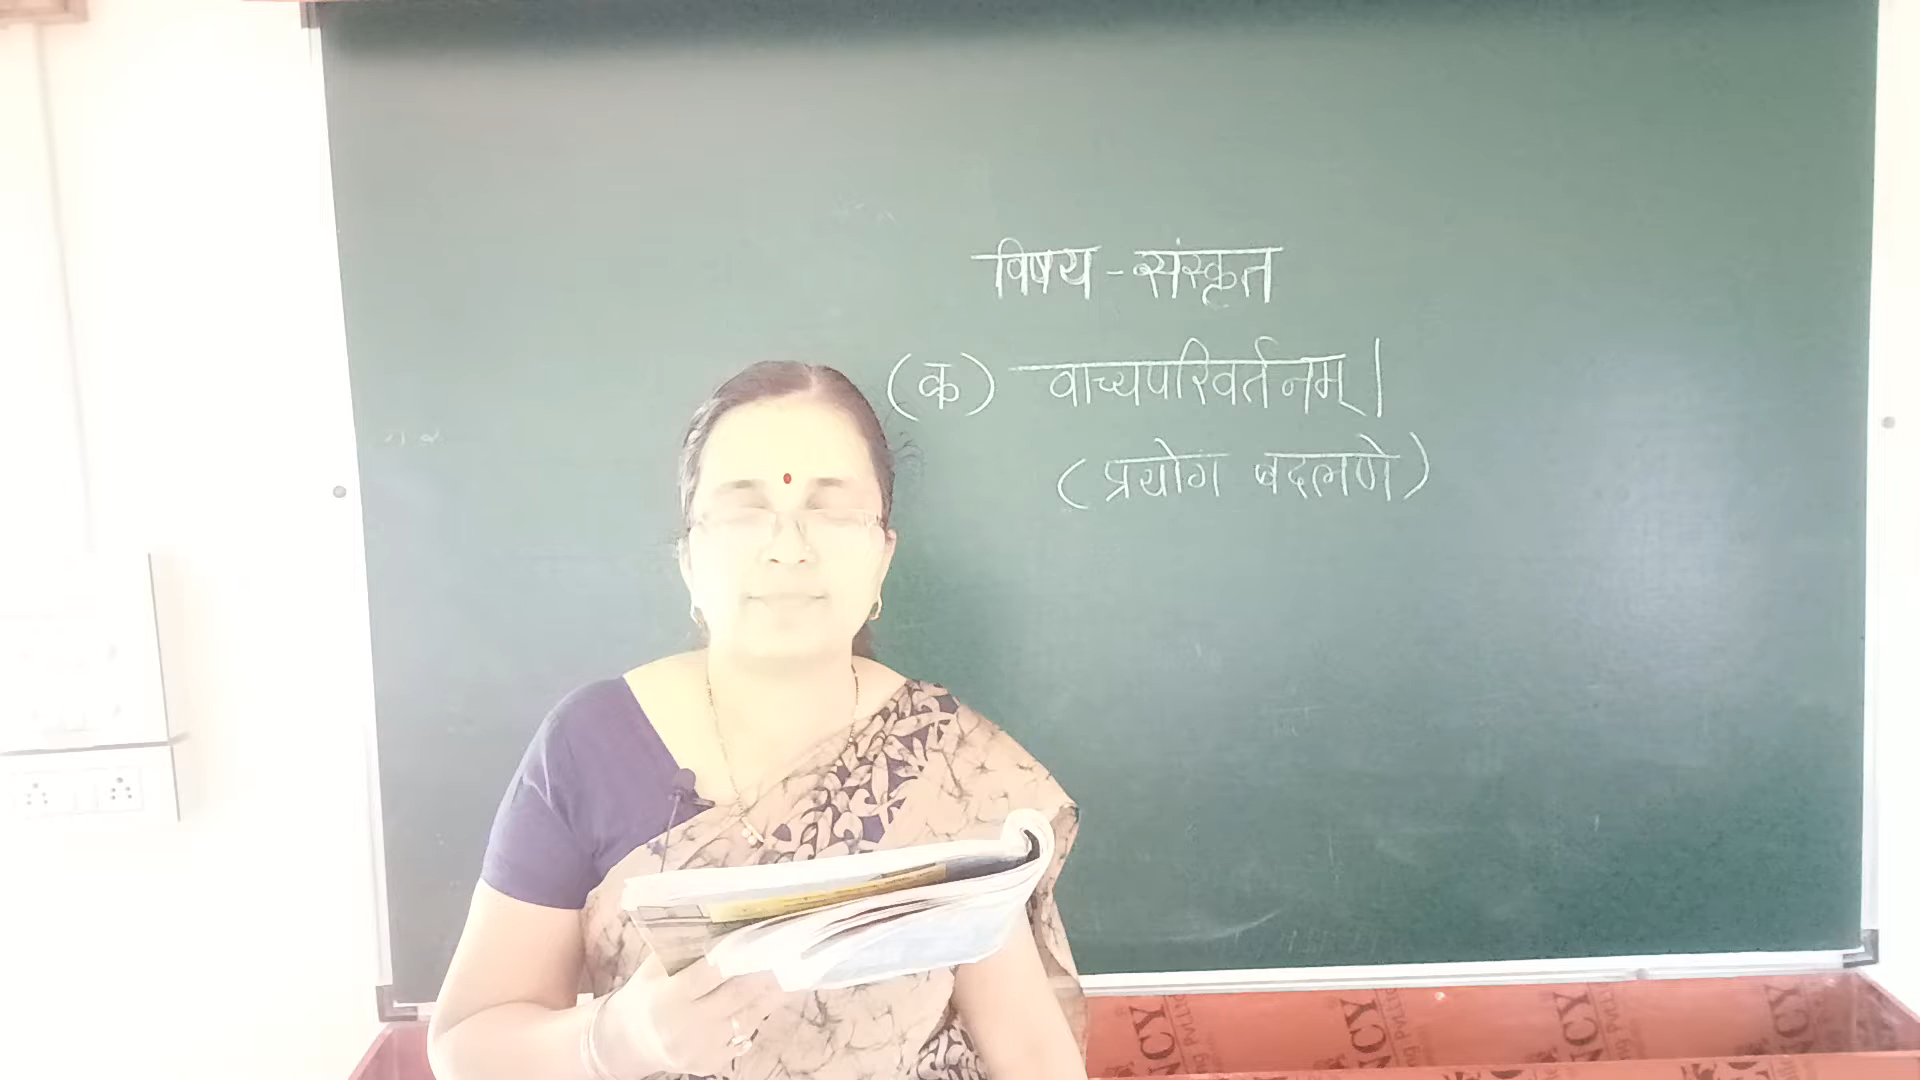 विषय - संस्कृत
(क) वाच्यपरिवर्तनम् |
(प्रयोग बदलणे)